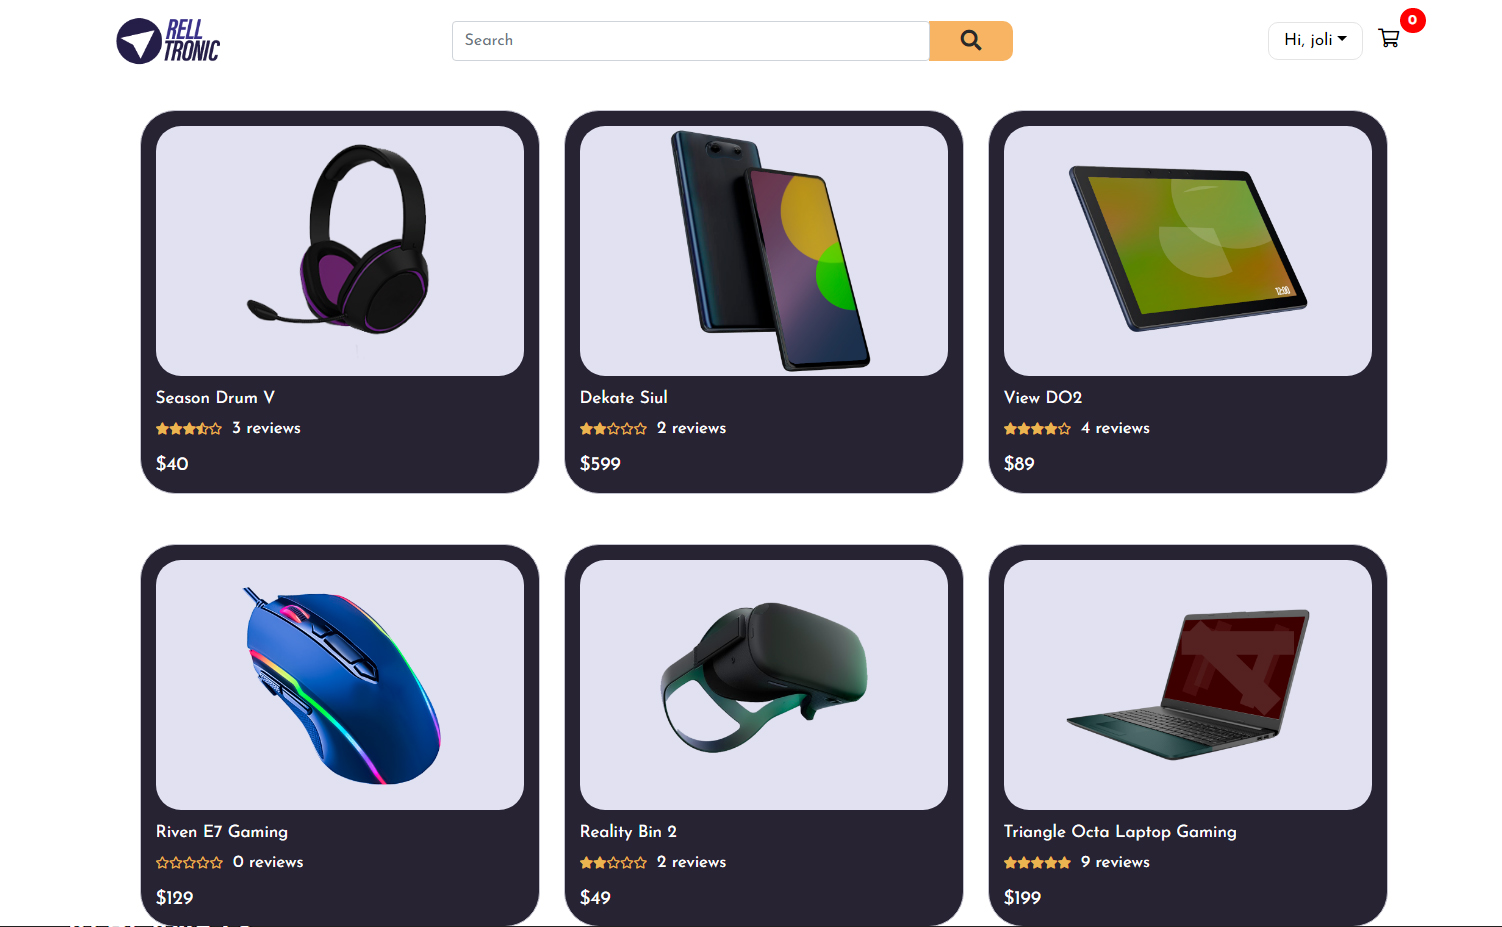 RELL
TRONIC
Search
Hi, joli
0
12:00
Season Drum V
3 reviews
$40
Dekate Siul
2 reviews
$599
View DO2
4 reviews
$89
Riven E7 Gaming
0 reviews
$129
Reality Bin 2
2 reviews
$49
Triangle Octa Laptop Gaming
9 reviews
$199